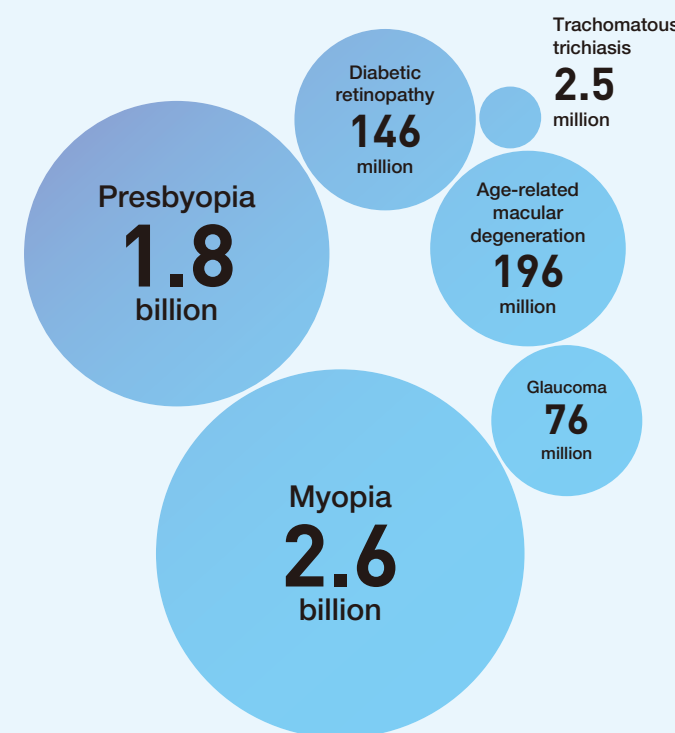 Trachomatous
trichiasis
2.5
million
Diabetic
retinopathy
146
million
Presbyopia
1.8
billion
Age-related
macular
degeneration
196
million
Glaucoma
76
million
Myopia
2.6
billion